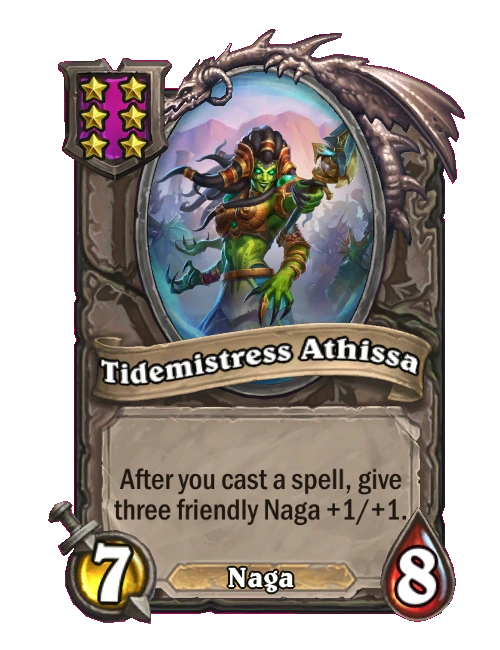 Tidemistress Athissa
After you cast a spell, give
three friendly Naga +1/+1.
7
Naga
8